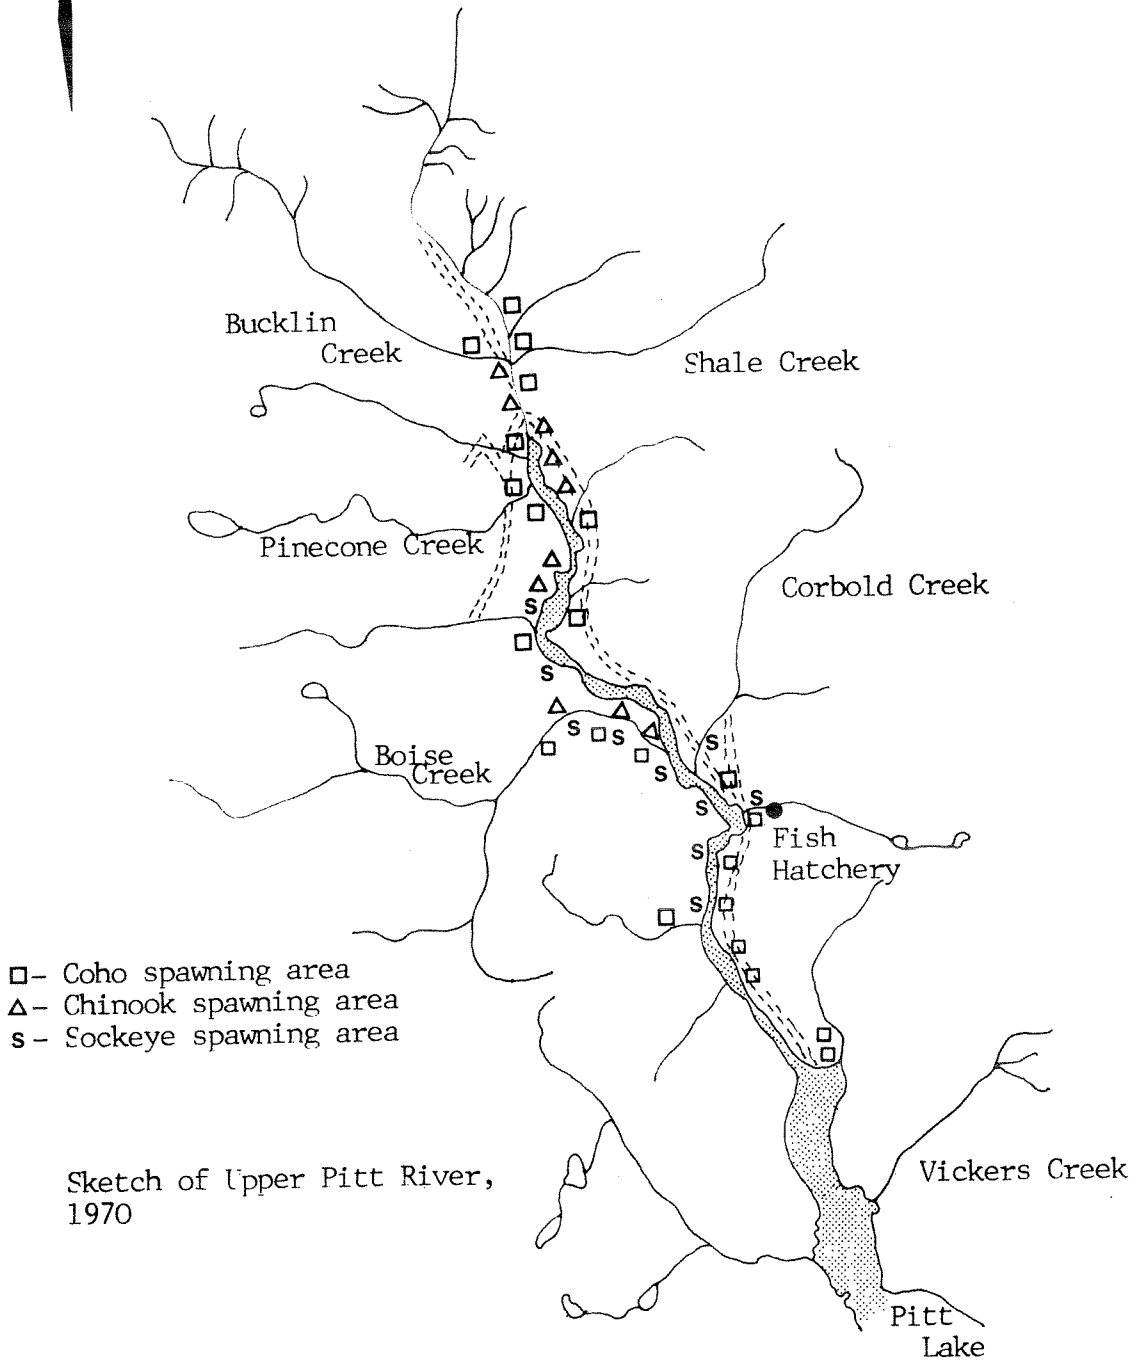 Bucklin
Creek
Shale Creek
Pinecone Creek
Corbold Creek
Boise
Creek
Fish
Hatchery
□ – Coho spawning area
△ – Chinook spawning area
S – Sockeye spawning area
Sketch of Upper Pitt River,
1970
Vickers Creek
Pitt
Lake
S
S
S
S
S
S
S
S
S
S
S